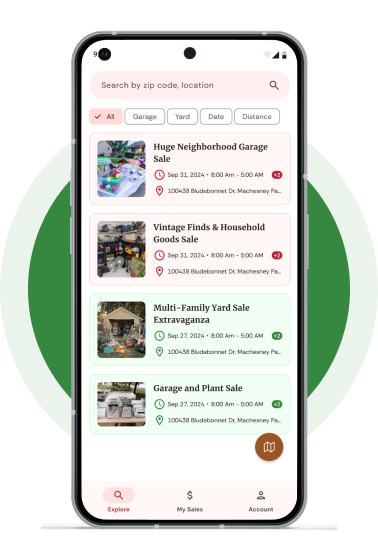 Search by zip code, location
All
Garage
Yard
Date
Distance
Huge Neighborhood Garage
Sale
Sep 31, 2024 • 8:00 Am - 5:00 AM
+2
100438 Bludebonnet Dr, Machesney Pa...
Vintage Finds & Household
Goods Sale
Sep 31, 2024 • 8:00 Am - 5:00 AM
+2
100438 Bludebonnet Dr, Machesney Pa...
Multi-Family Yard Sale
Extravaganza
Sep 27, 2024 • 8:00 Am - 5:00 AM
+2
100438 Bludebonnet Dr, Machesney Pa...
Garage and Plant Sale
Sep 27, 2024 • 8:00 Am - 5:00 AM
+2
100438 Bludebonnet Dr, Machesney Pa...
Explore
My Sales
Account